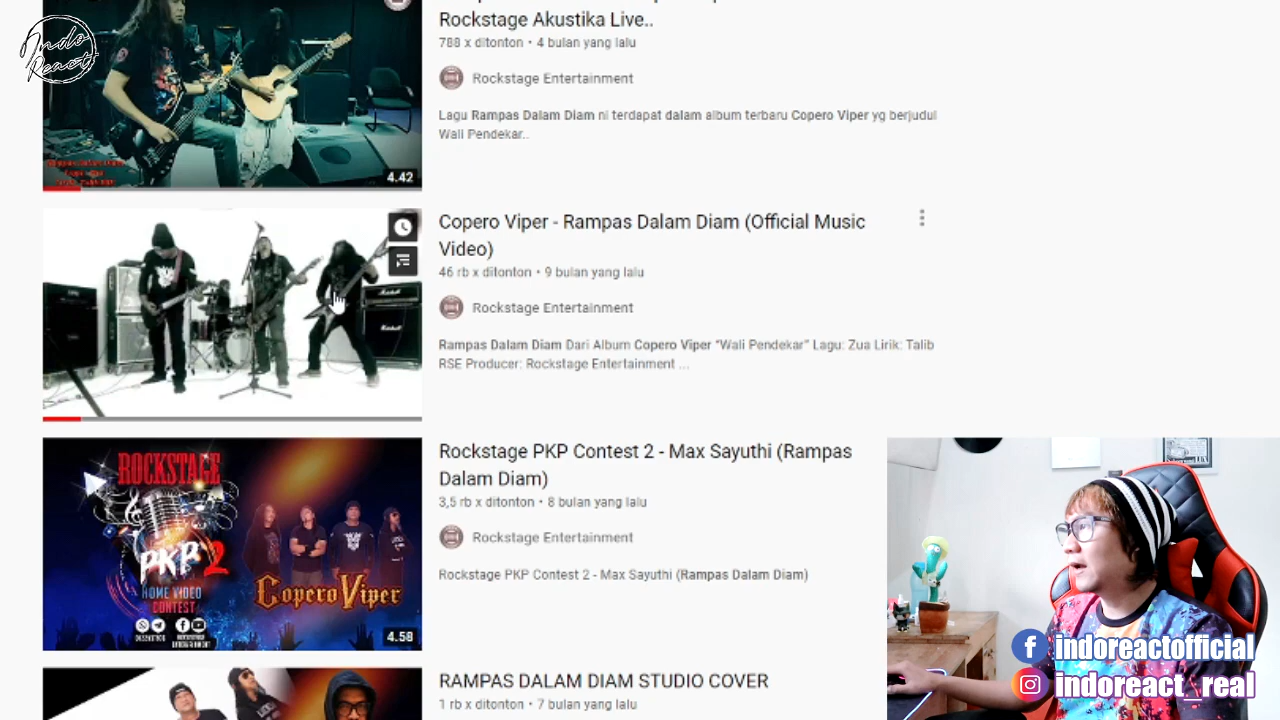 Indo
React
Rockstage Akustika Live..
788 x ditonton • 4 bulan yang lalu
Rockstage Entertainment
Lagu Rampas Dalam Diam ni terdapat dalam album terbaru Copero Viper yg berjudul
Wali Pendekar..
4.42
Copero Viper - Rampas Dalam Diam (Official Music
Video)
46 rb x ditonton • 9 bulan yang lalu
Rockstage Entertainment
Rampas Dalam Diam Dari Album Copero Viper “Wali Pendekar” Lagu: Zua Lirik: Talib
RSE Producer: Rockstage Entertainment ...
Marshall
ROCKSTAGE
PKP 2
HOME VIDEO
CONTEST
Copero Viper
4.58
Rockstage PKP Contest 2 - Max Sayuthi (Rampas
Dalam Diam)
3,5 rb x ditonton • 8 bulan yang lalu
Rockstage Entertainment
Rockstage PKP Contest 2 - Max Sayuthi (Rampas Dalam Diam)
RAMPAS DALAM DIAM STUDIO COVER
1 rb x ditonton • 7 bulan yang lalu
indoreactofficial
indoreact_real